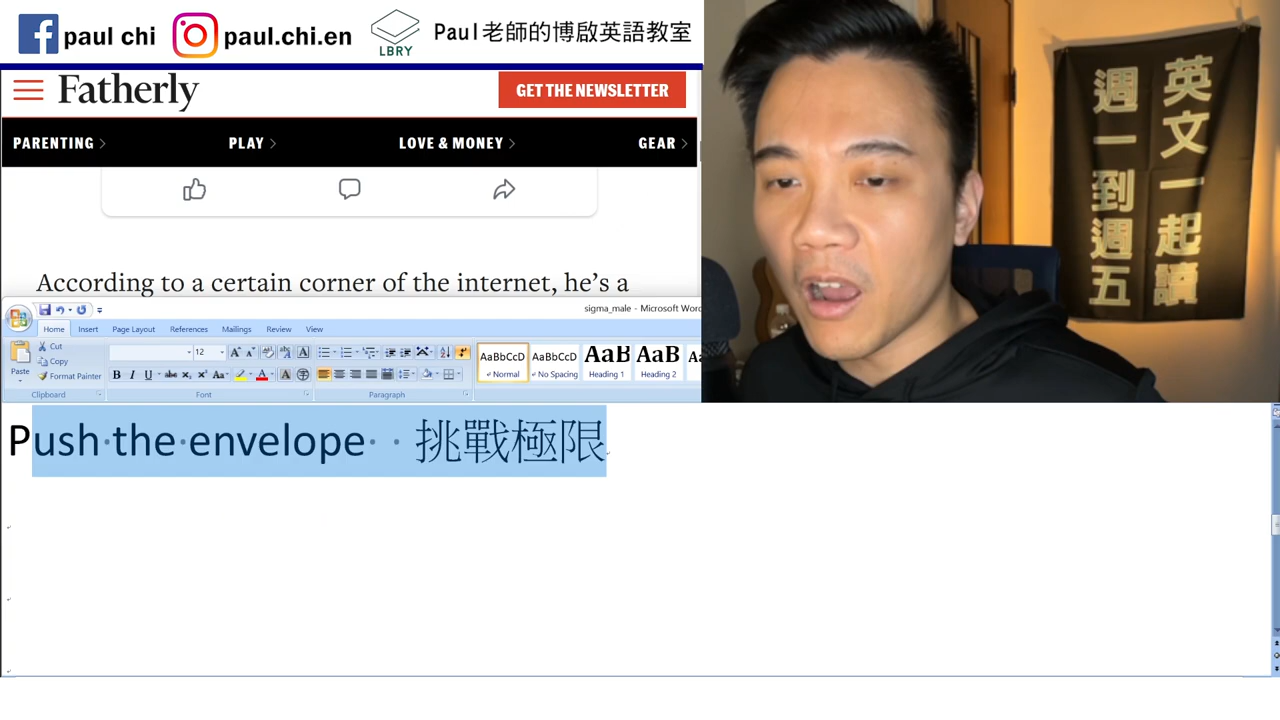 paul chi
paul.chi.en
LBRY
Paul老師的博啟英語教室
Fatherly
GET THE NEWSLETTER
PARENTING
PLAY
LOVE & MONEY
GEAR
According to a certain corner of the internet, he's a
sigma_male - Microsoft Word
Home Insert Page Layout References Mailings Review View
Paste
Cut
Copy
Format Painter
Clipboard
12
Font
Paragraph
AaBbCcD
Normal
AaBbCcD
No Spacing
AaB
Heading 1
AaB
Heading 2
Push the envelope 挑戰極限
英文一起讀
週一到週五